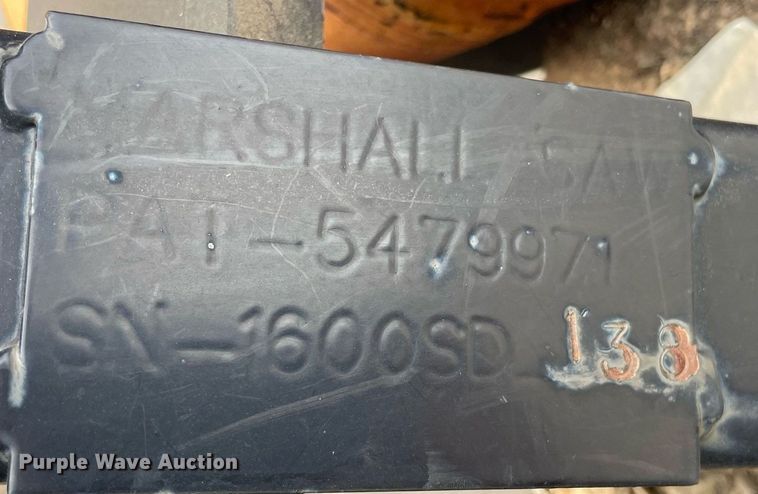 MARSHALL SAW
PAT-5479971
SN-1600SD 138
Purple Wave Auction